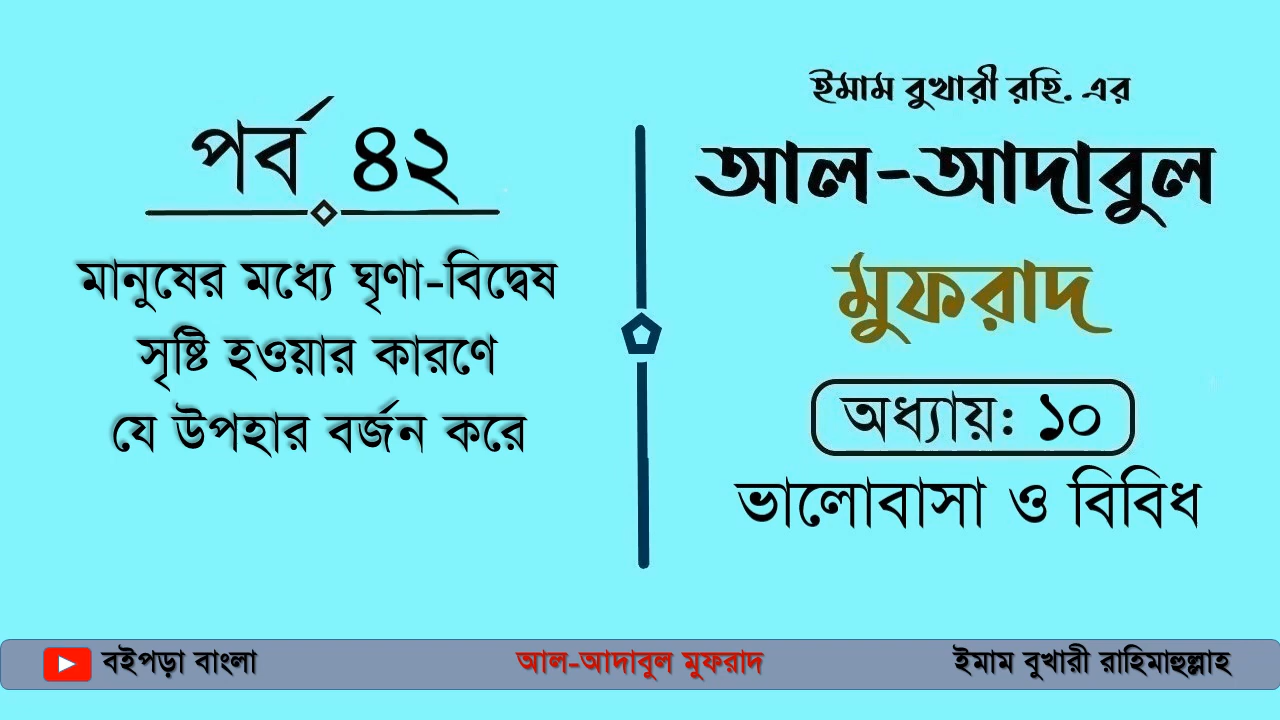 পর্ব ৪২
মানুষের মধ্যে ঘৃণা-বিদ্বেষ
সৃষ্টি হওয়ার কারণে
যে উপহার বর্জন করে
ইমাম বুখারী রহি. এর
আল-আদাবুল
মুফরাদ
অধ্যায়: ১০
ভালোবাসা ও বিবিধ
বইপড়া বাংলা
আল-আদাবুল মুফরাদ
ইমাম বুখারী রাহিমাহুল্লাহ